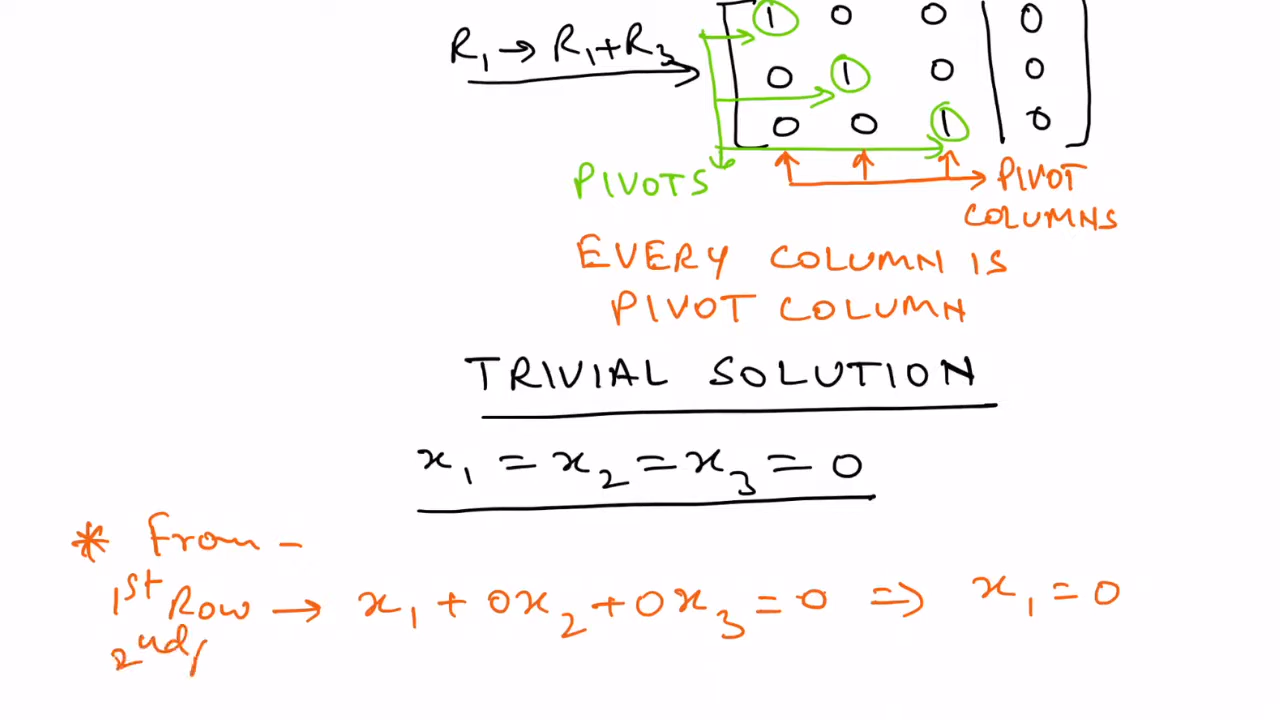 R₁ → R₁+R₃
1 0 0 0
0 1 0 0
0 0 1 0
PIVOTS
PIVOT
COLUMNS
EVERY COLUMN IS
PIVOT COLUMN
TRIVIAL SOLUTION
x₁ = x₂ = x₃ = 0
* From -
1st Row → x₁ + 0x₂ + 0x₃ = 0 ⇒ x₁ = 0
2nd